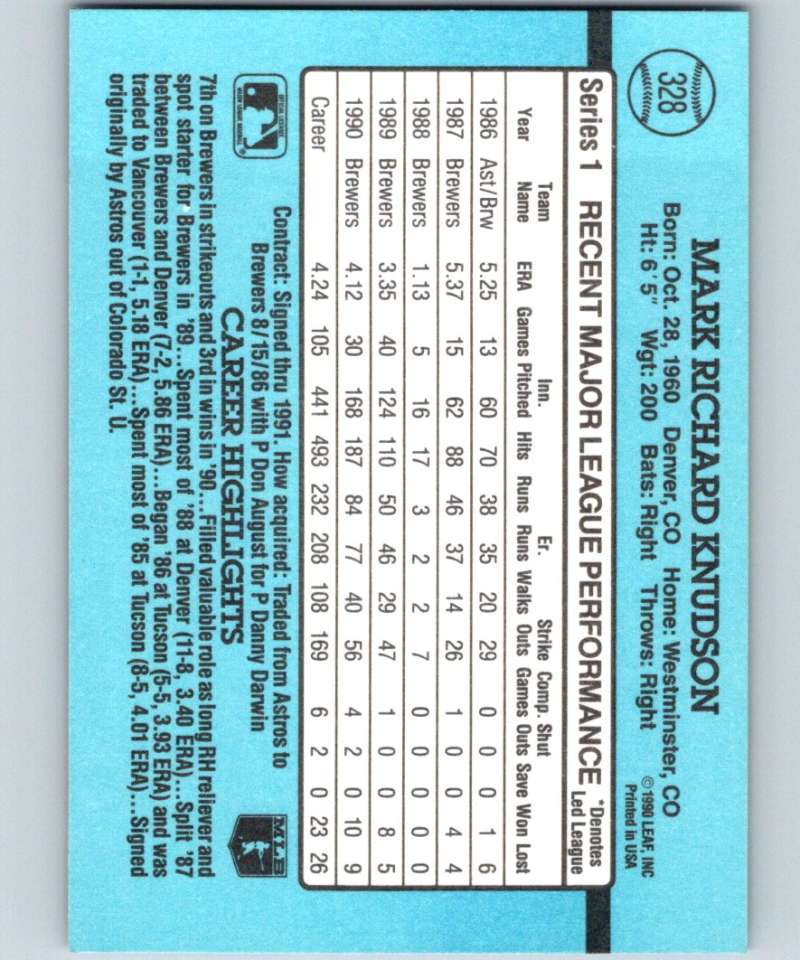 328
MARK RICHARD KNUDSON
Born: Oct. 28, 1960 Denver, CO Home: Westminster, CO
Ht: 6' 5" Wgt: 200 Bats: Right Throws: Right
©1990 LEAF, INC
Printed in USA
Series 1 RECENT MAJOR LEAGUE PERFORMANCE *Denotes Led League
Team Inn. Er. Strike Comp. Shut
Year Name ERA Games Pitched Hits Runs Runs Walks Outs Games Outs Save Won Lost
1986 Ast/Brw 5.25 13 60 70 38 35 20 29 0 0 0 1 6
1987 Brewers 5.37 15 62 88 46 37 14 26 1 0 0 4 4
1988 Brewers 1.13 5 16 17 3 2 2 7 0 0 0 0 0
1989 Brewers 3.35 40 124 110 50 46 29 47 1 0 0 8 5
1990 Brewers 4.12 30 168 187 84 77 40 56 4 2 0 10 9
Career 4.24 105 441 493 232 208 108 169 6 2 0 23 26
Contract: Signed thru 1991. How acquired: Traded from Astros to
Brewers 8/15/86 with P Don August for P Danny Darwin
MLB
CAREER HIGHLIGHTS
7th on Brewers in strikeouts and 3rd in wins in '90...Filled valuable role as long RH reliever and
spot starter for Brewers in '89...Spent most of '88 at Denver (11-8, 3.40 ERA)...Split '87
between Brewers and Denver (7-2, 5.86 ERA)...Began '86 at Tucson (5-5, 3.93 ERA) and was
traded to Vancouver (1-1, 5.18 ERA)...Spent most of '85 at Tucson (8-5, 4.01 ERA)...Signed
originally by Astros out of Colorado St. U.